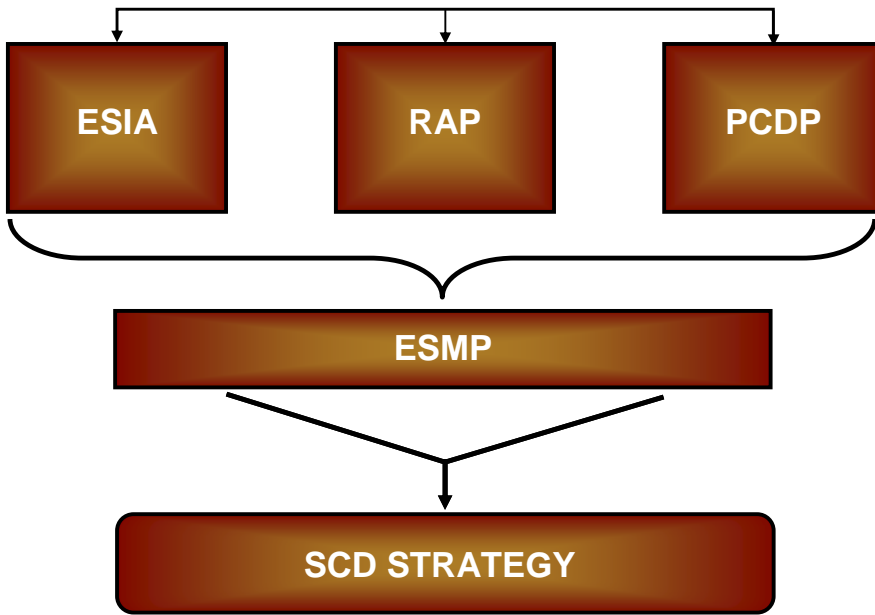 ESIA
RAP
PCDP
ESMP
SCD STRATEGY